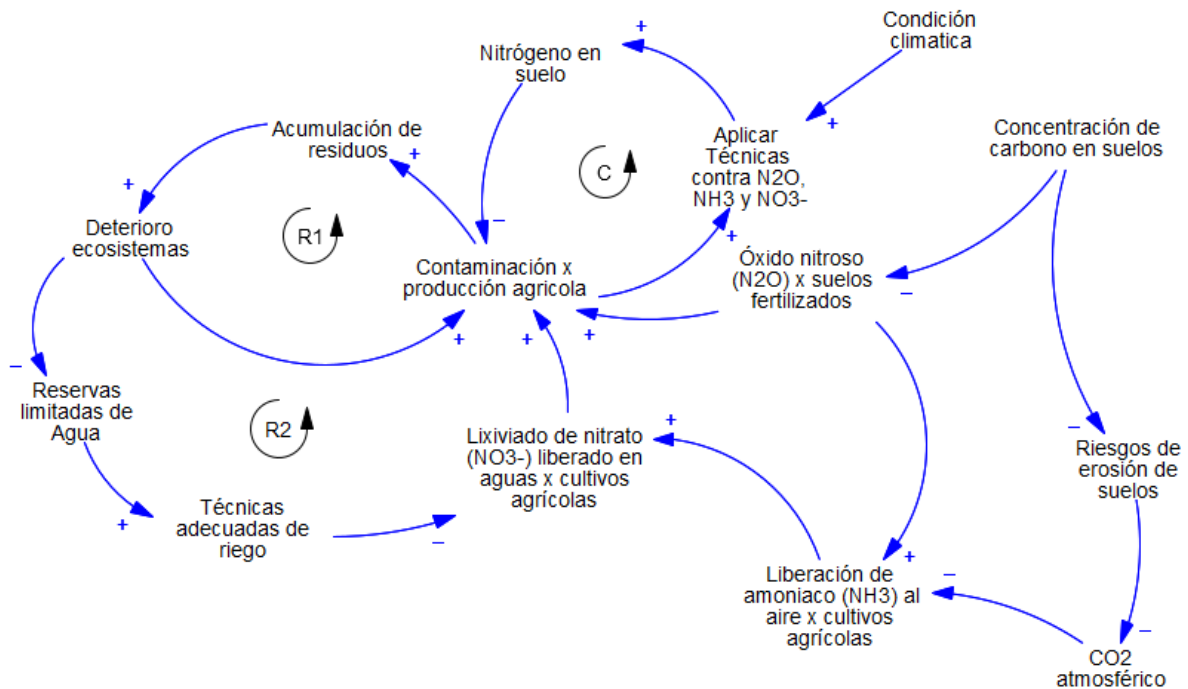 Condición
climatica
+
Nitrógeno en
suelo
+
+
Acumulación de
residuos
+
C
Aplicar
Técnicas
contra N2O,
NH3 y NO3-
Concentración de
carbono en suelos
+
Deterioro
ecosistemas
R1
–
+
Contaminación x
producción agricola
Óxido nitroso
(N2O) x suelos
fertilizados
–
+
+
+
–
Reservas
limitadas de
Agua
R2
+
Lixiviado de nitrato
(NO3-) liberado en
aguas x cultivos
agrícolas
–
Riesgos de
erosión de
suelos
+
Técnicas
adecuadas de
riego
–
+
–
Liberación de
amoniaco (NH3) al
aire x cultivos
agrícolas
–
CO2
atmosférico